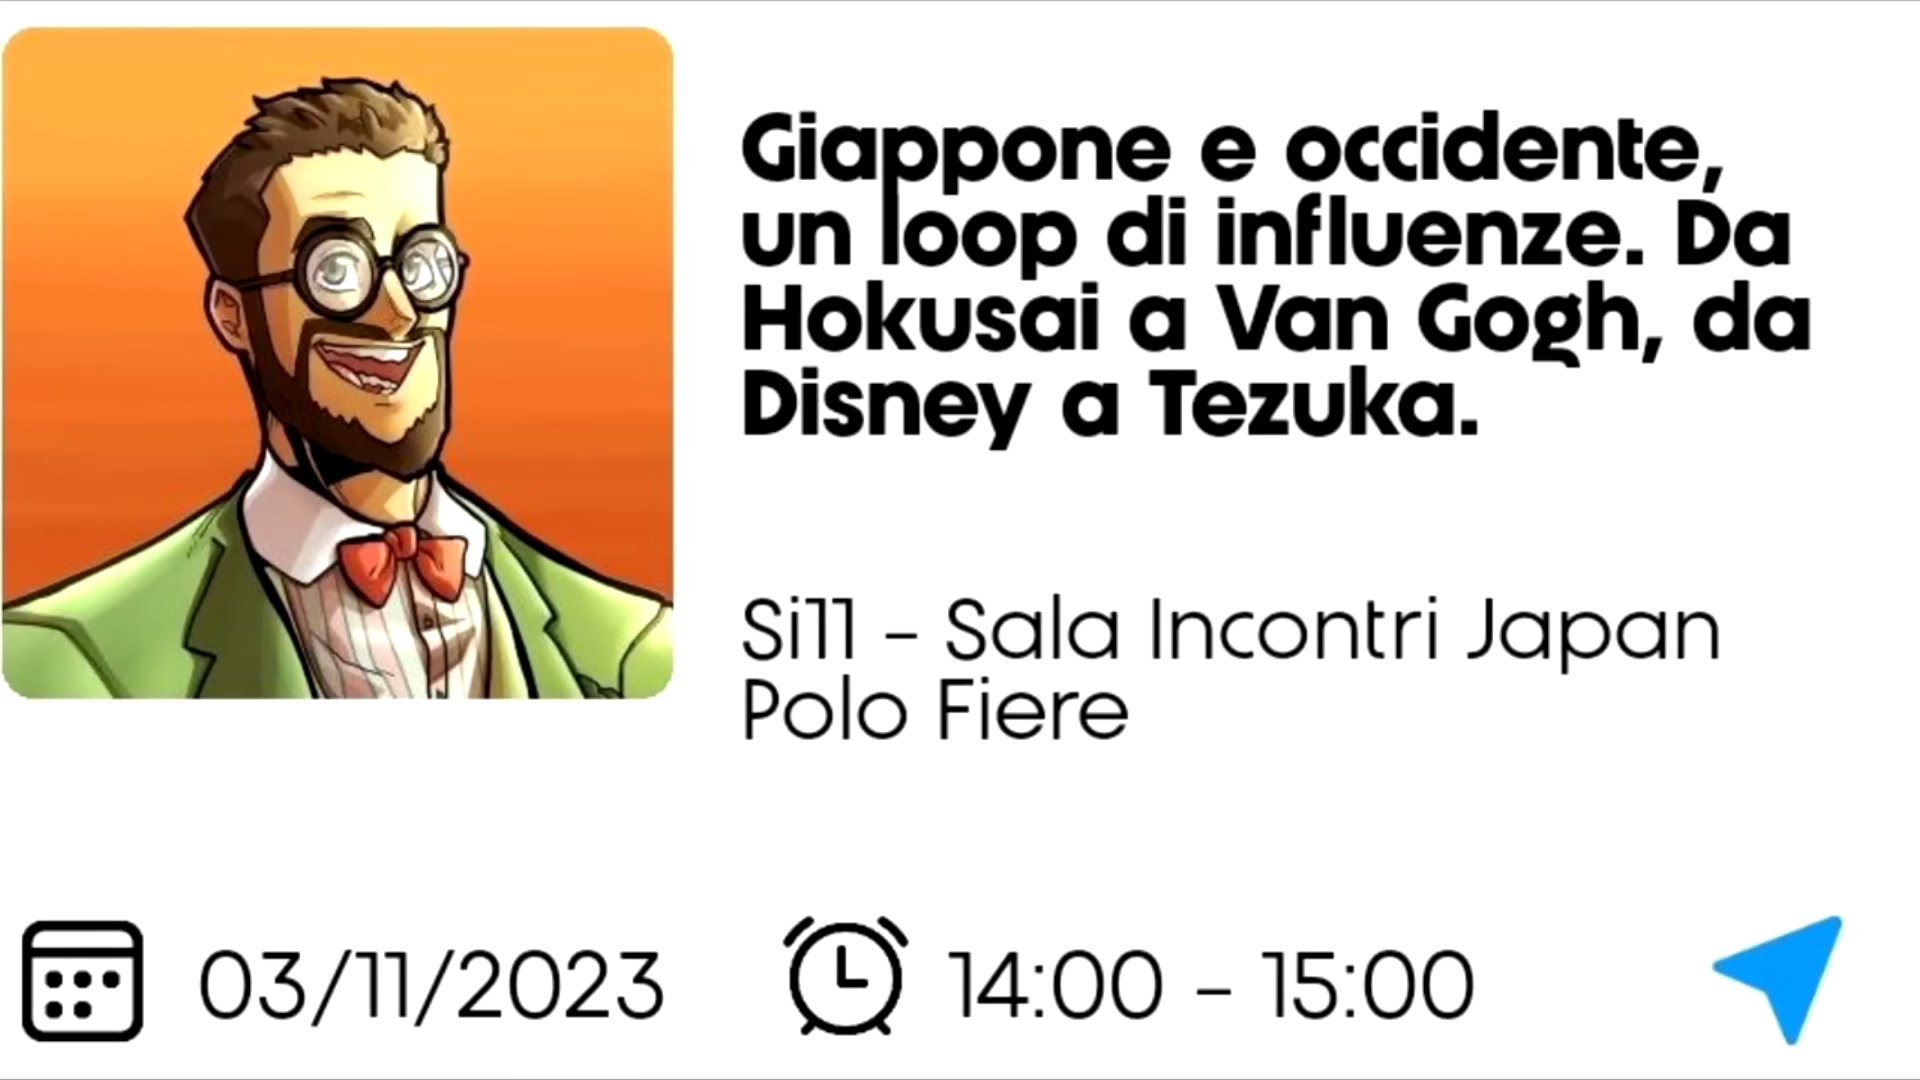 Giappone e occidente,
un loop di influenze. Da
Hokusai a Van Gogh, da
Disney a Tezuka.
Si11 - Sala Incontri Japan
Polo Fiere
03/11/2023
14:00 - 15:00